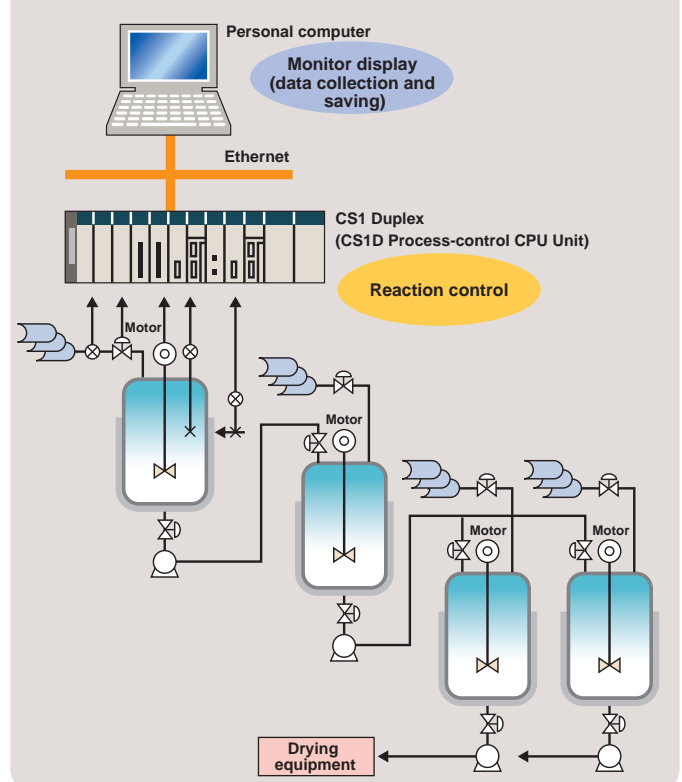 Personal computer
Monitor display
(data collection and
saving)
Ethernet
CS1 Duplex
(CS1D Process-control CPU Unit)
Reaction control
Motor
Motor
Motor
Motor
Drying
equipment